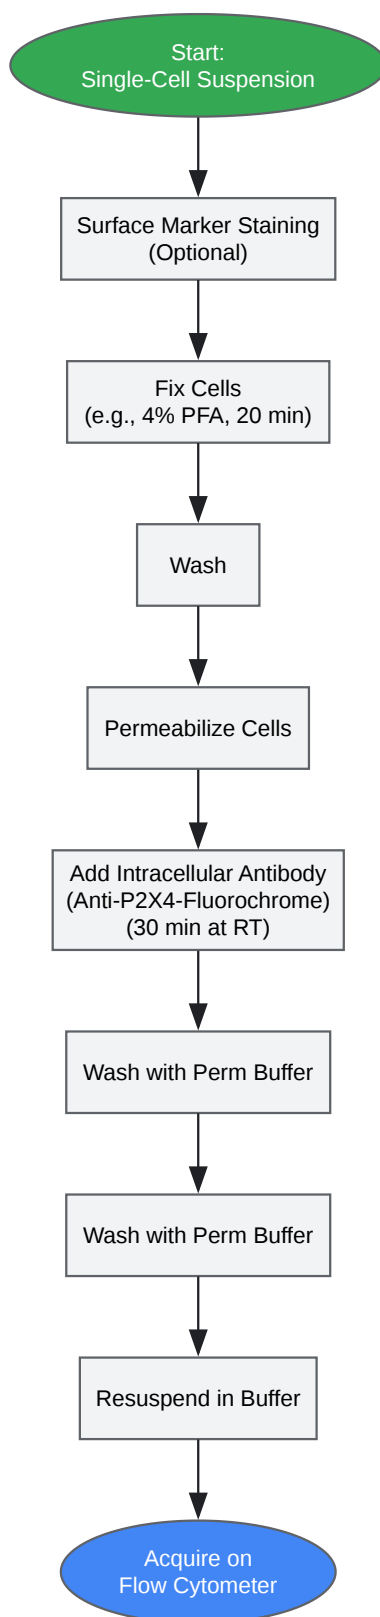 Start:
Single-Cell Suspension
Surface Marker Staining
(Optional)
Fix Cells
(e.g., 4% PFA, 20 min)
Wash
Permeabilize Cells
Add Intracellular Antibody
(Anti-P2X4-Fluorochrome)
(30 min at RT)
Wash with Perm Buffer
Wash with Perm Buffer
Resuspend in Buffer
Acquire on
Flow Cytometer